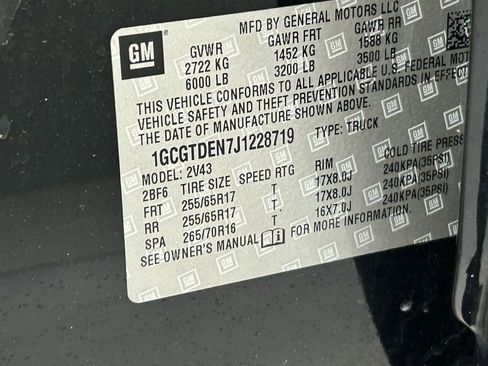 MFD BY GENERAL MOTORS LLC
GM
GVWR GAWR FRT GAWR RR
2722 KG 1452 KG 1588 KG
6000 LB 3200 LB 3500 LB
THIS VEHICLE CONFORMS TO ALL APPLICABLE U.S. FEDERAL MOTOR
VEHICLE SAFETY AND THEFT PREVENTION STANDARDS IN EFFECT
THE DATE OF MANUFACTURE SHOWN ABOVE.
1GCGTDEN7J1228719 TYPE: TRUCK
MODEL: 2V43
2BF6 TIRE SIZE SPEED RTG RIM COLD TIRE
FRT 255/65R17 T 17X8.0J 240KPA(35PSI)
RR 255/65R17 T 17X8.0J 240KPA(35PSI)
SPA 265/70R16 T 16X7.0J 240KPA(35PSI)
SEE OWNER'S MANUAL FOR MORE INFORMATION.